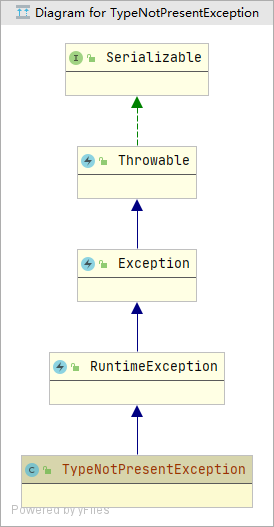 Diagram for TypeNotPresentException
I Serializable
Throwable
Exception
RuntimeException
C TypeNotPresentException
Powered by yFiles